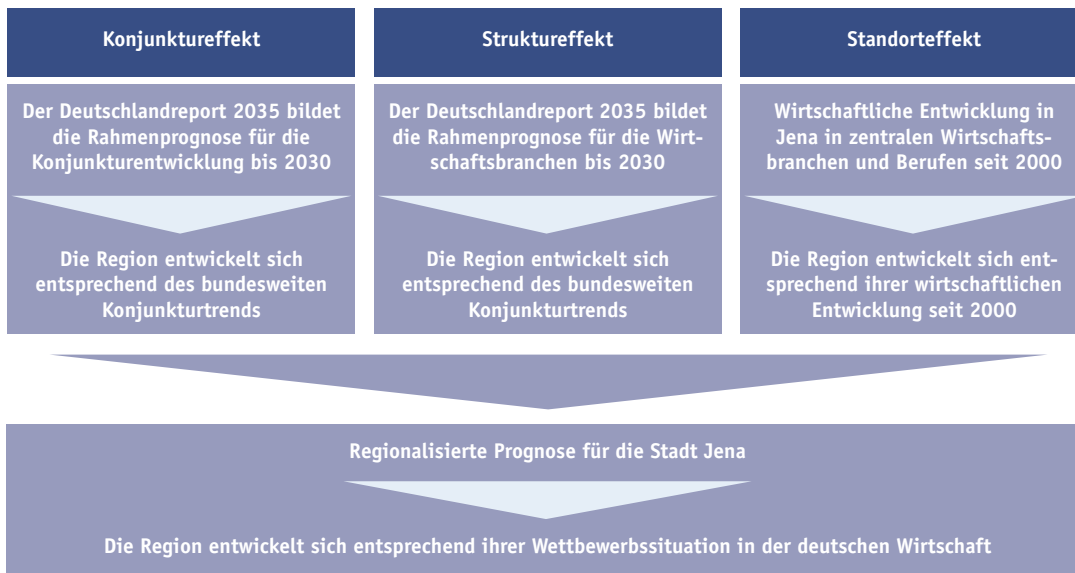 Konjunktureffekt
Der Deutschlandreport 2035 bildet
die Rahmenprognose für die
Konjunkturentwicklung bis 2030
Die Region entwickelt sich
entsprechend des bundesweiten
Konjunkturtrends
Struktureffekt
Der Deutschlandreport 2035 bildet
die Rahmenprognose für die Wirt-
schaftsbranchen bis 2030
Die Region entwickelt sich
entsprechend des bundesweiten
Konjunkturtrends
Standorteffekt
Wirtschaftliche Entwicklung in
Jena in zentralen Wirtschafts-
branchen und Berufen seit 2000
Die Region entwickelt sich ent-
sprechend ihrer wirtschaftlichen
Entwicklung seit 2000
Regionalisierte Prognose für die Stadt Jena
Die Region entwickelt sich entsprechend ihrer Wettbewerbssituation in der deutschen Wirtschaft